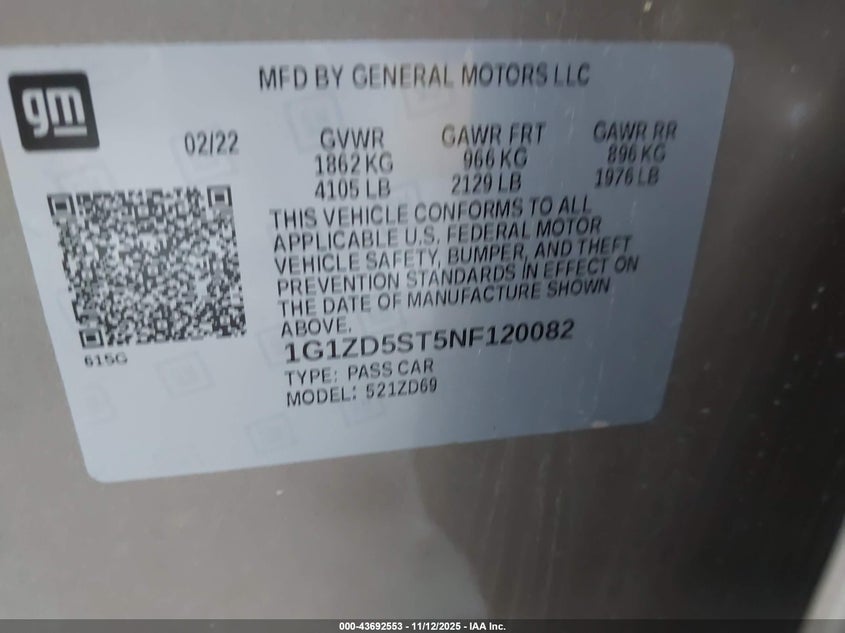 gm
MFD BY GENERAL MOTORS LLC
02/22 GVWR GAWR FRT GAWR RR
1862 KG 966 KG 896 KG
4105 LB 2129 LB 1976 LB
THIS VEHICLE CONFORMS TO ALL
APPLICABLE U.S. FEDERAL MOTOR
VEHICLE SAFETY, BUMPER, AND THEFT
PREVENTION STANDARDS IN EFFECT ON
THE DATE OF MANUFACTURE SHOWN
ABOVE.
615G
1G1ZD5ST5NF120082
TYPE: PASS CAR
MODEL: 521ZD69
000-43692553 - 11/12/2025 - IAA Inc.